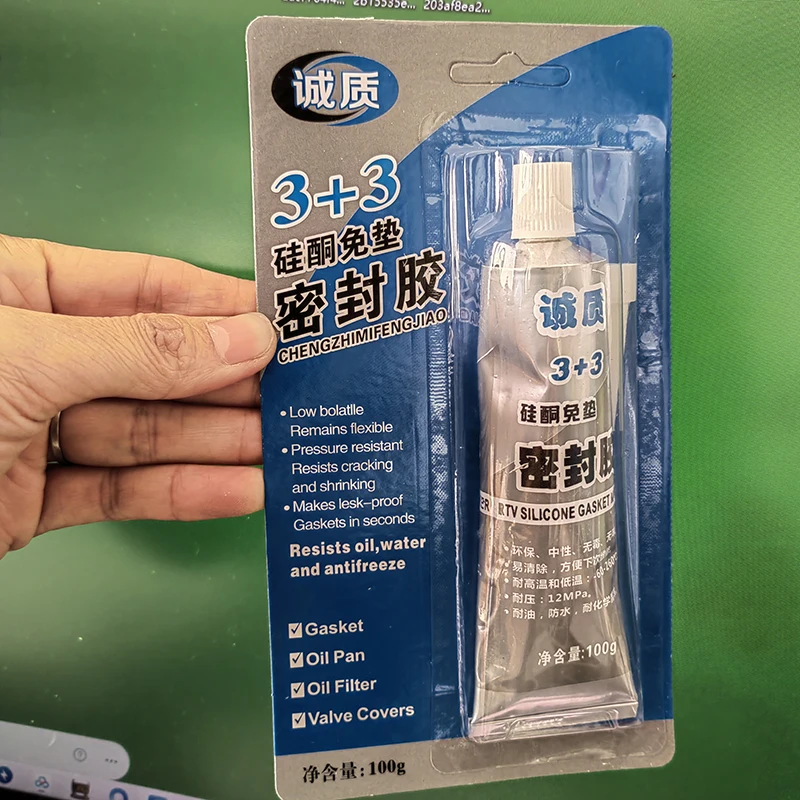 2b15535e... 203af8ea2...
诚质
3+3
硅酮免垫
密封胶
CHENGZHIMIFENGJIAO
• Low bolatlle
Remains flexible
• Pressure resistant
Resists cracking
and shrinking
• Makes lesk-proof
Gaskets in seconds
Resists oil,water
and antifreeze
☑ Gasket
☑ Oil Pan
☑ Oil Filter
☑ Valve Covers
净含量:100g
诚质
3+3
硅酮免垫
密封胶
RTV SILICONE GASKET
• 环保、中性、无毒、
• 易清除，方便下
• 耐高温和低温:
• 耐压：12MPa。
• 耐油，防水，耐化学
净含量:100g